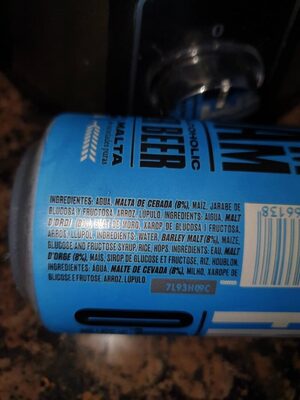 ALCOHOLIC
BEER
MALTA
INGREDIENTES: AGUA, MALTA DE CEBADA (8%), MAÍZ, JARABE DE
GLUCOSA Y FRUCTOSA, ARROZ, LÚPULO. INGREDIENTS: AIGUA, MALT
D'ORDI (8%), DE MORO, XAROP DE GLUCOSA I FRUCTOSA,
ARRÒS, LLÚPOL. INGREDIENTS: WATER, BARLEY MALT (8%), MAIZE,
GLUCOSE AND FRUCTOSE SYRUP, RICE, HOPS. INGREDIENTS: EAU, MALT
D'ORGE (8%), MAÏS, SIROP DE GLUCOSE ET FRUCTOSE, RIZ, HOUBLON.
INGREDIENTES: ÁGUA, MALTE DE CEVADA (8%), MILHO, XAROPE DE
GLICOSE E FRUTOSE, ARROZ, LÚPULO.
7L93H09C
66138